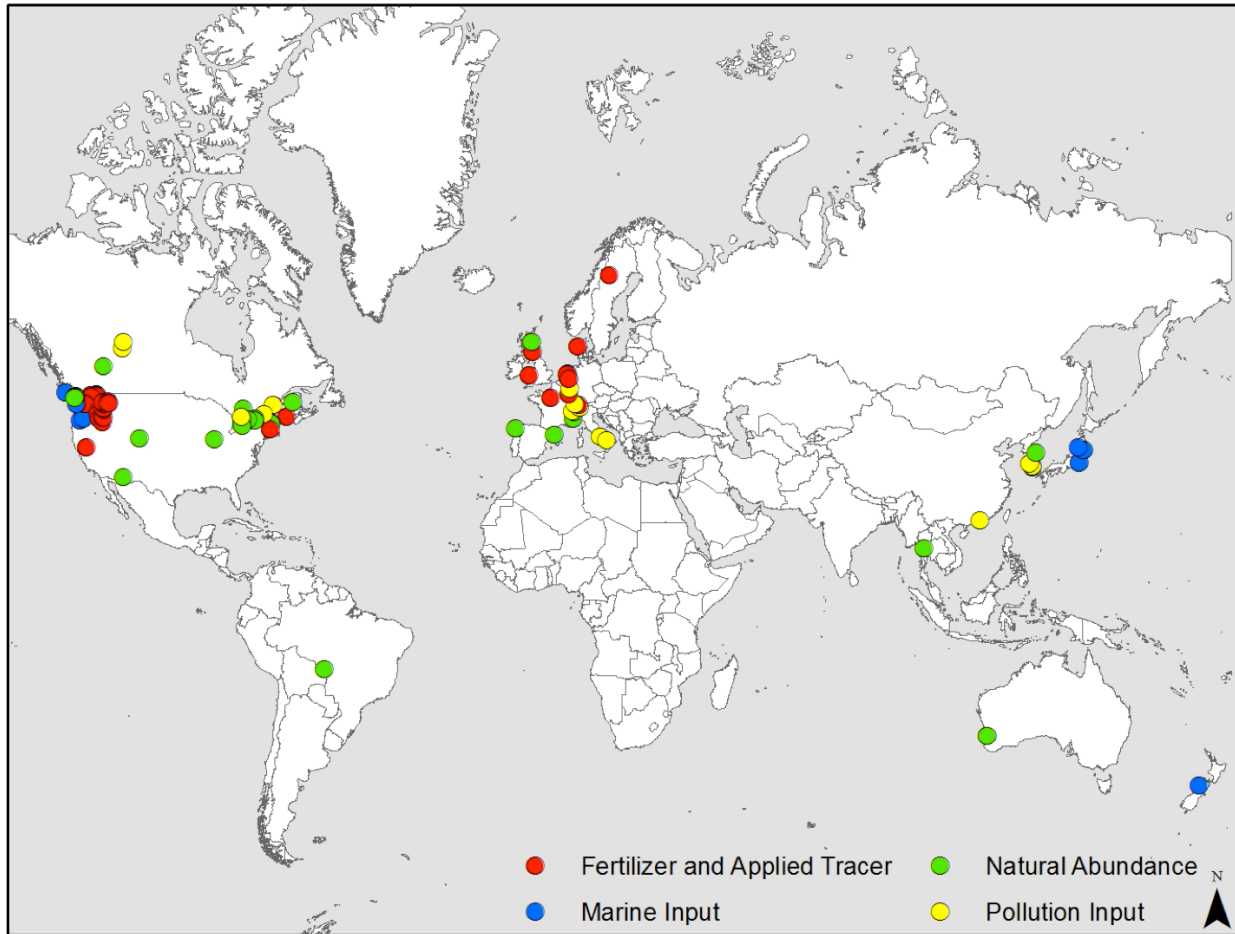 Fertilizer and Applied Tracer
Natural Abundance
Marine Input
Pollution Input
N